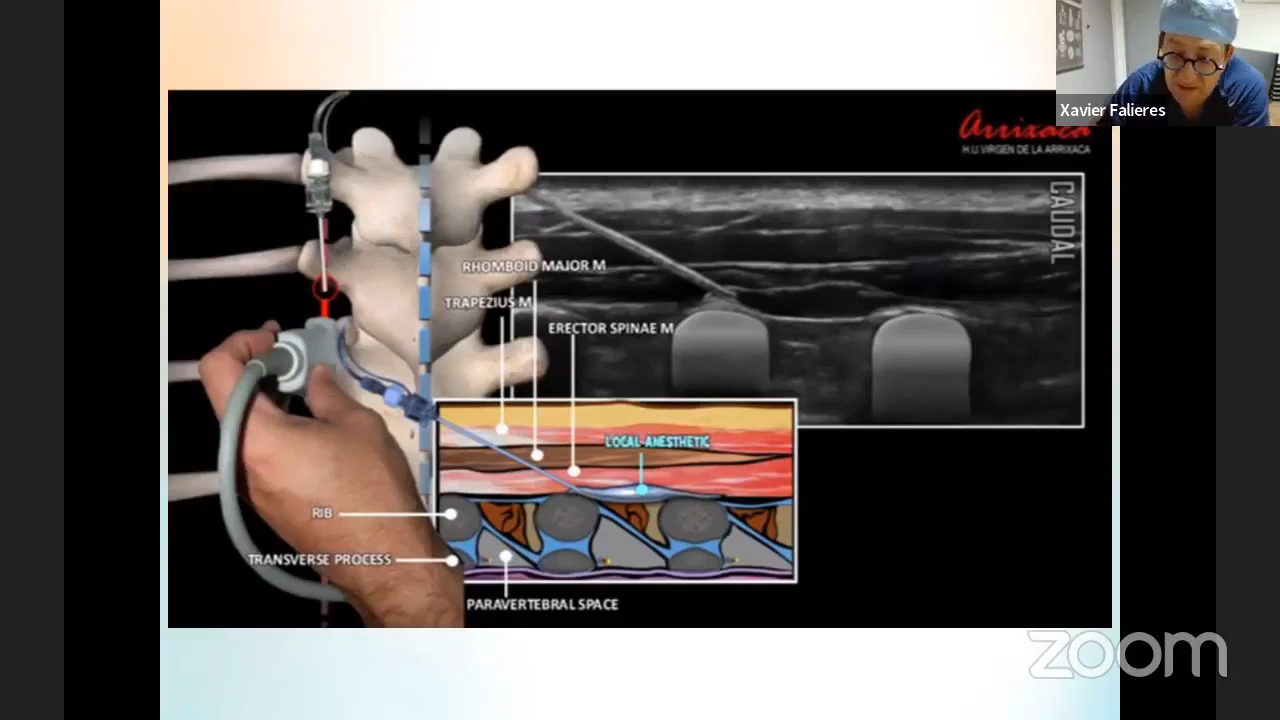 Xavier Falieres
Arrixaca
H.U. VIRGEN DE LA ARRIXACA
CAUDAL
RHOMBOID MAJOR M
TRAPEZIUS M
ERECTOR SPINAE M
LOCAL ANESTHETIC
RIB
TRANSVERSE PROCESS
PARAVERTEBRAL SPACE
zoom